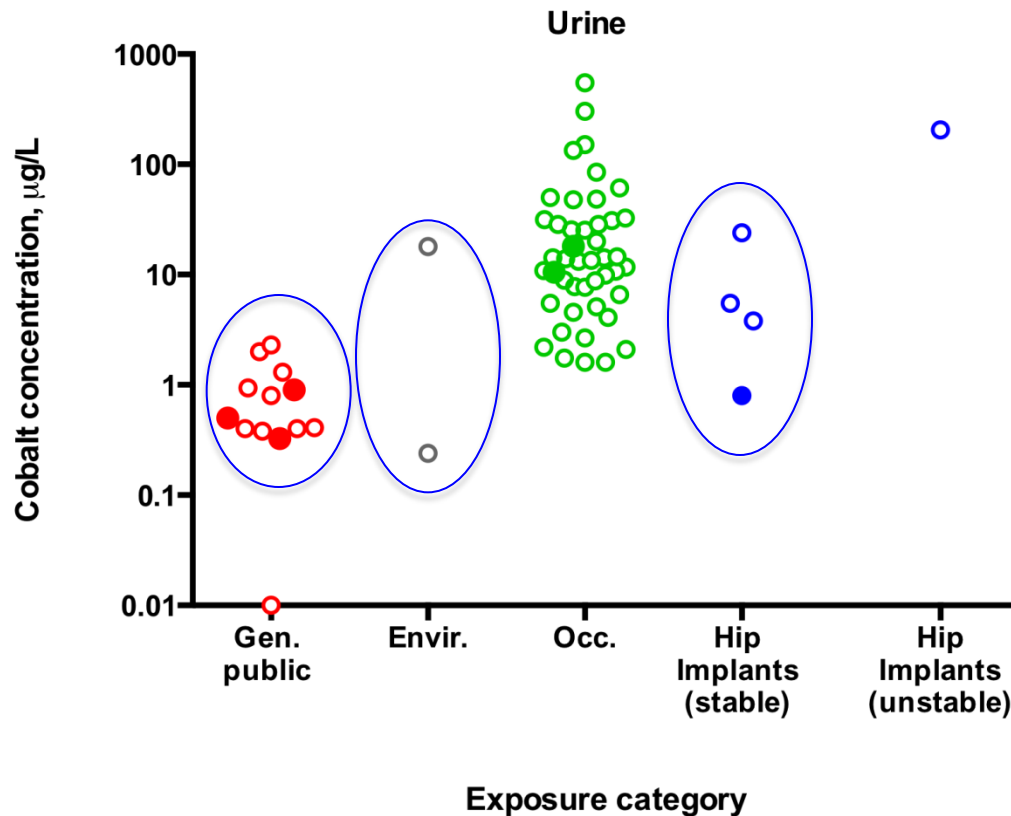 Urine
Cobalt concentration, μg/L
1000
100
10
1
0.1
0.01
Gen.
public
Envir.
Occ.
Hip
Implants
(stable)
Hip
Implants
(unstable)
Exposure category